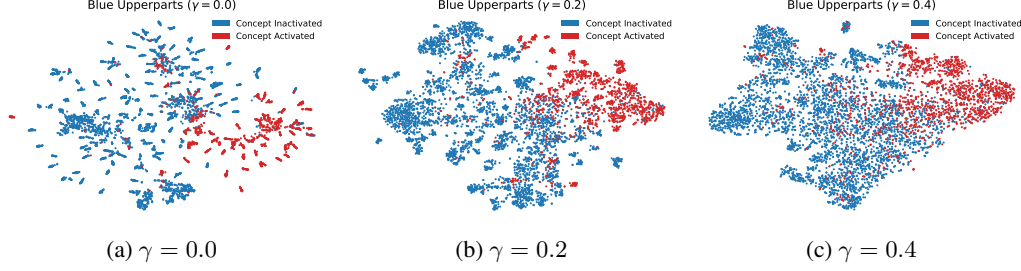 Blue Upperparts (γ = 0.0)
Concept Inactivated
Concept Activated
Blue Upperparts (γ = 0.2)
Concept Inactivated
Concept Activated
Blue Upperparts (γ = 0.4)
Concept Inactivated
Concept Activated
(a) γ = 0.0
(b) γ = 0.2
(c) γ = 0.4